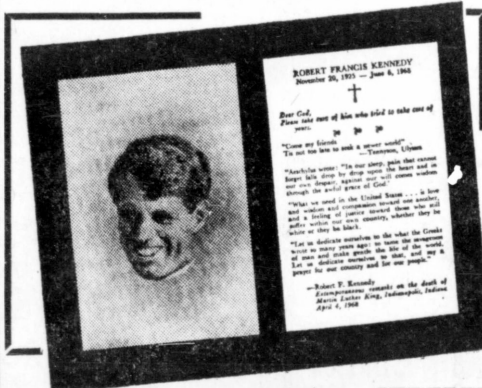 ROBERT FRANCIS KENNEDY
November 20, 1925 — June 6, 1968
Dear God,
Please take care of him who tried to take care of
yours.
"Come my friends
'Tis not too late to seek a newer world"
—Tennyson, Ulysses
"Aeschulus wrote: "In our sleep, pain that cannot
forget falls drop by drop upon the heart and in
our own despair, against our will comes wisdom
through the awful grace of God."
"What we need in the United States . . . is love
and wisdom and compassion toward one another,
and a feeling of justice toward those who still
suffer within our own country, whether they be
white or they be black.
"Let us dedicate ourselves to the what the Greeks
wrote so many years ago: to tame the savageness
of man and make gentle the life of the world.
Let us dedicate ourselves to that, and say a
prayer for our country and for our people."
—Robert F. Kennedy
Extemporaneous remarks on the death of
Martin Luther King, Indianapolis, Indiana
April 4, 1968